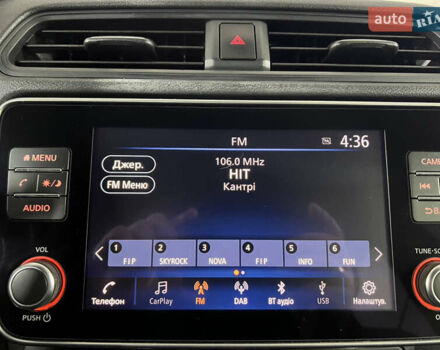 auto RIA
FM
4:36
MENU
Джер.
106.0 MHz
HIT
Кантрі
FM Меню
AUDIO
CAME
B
1 2 3 4 5 6
FIP SKYROCK NOVA FIP INFO FUN
VOL
TUNE·SC
Телефон CarPlay FM DAB BT аудіо USB Налаштув.
PUSH